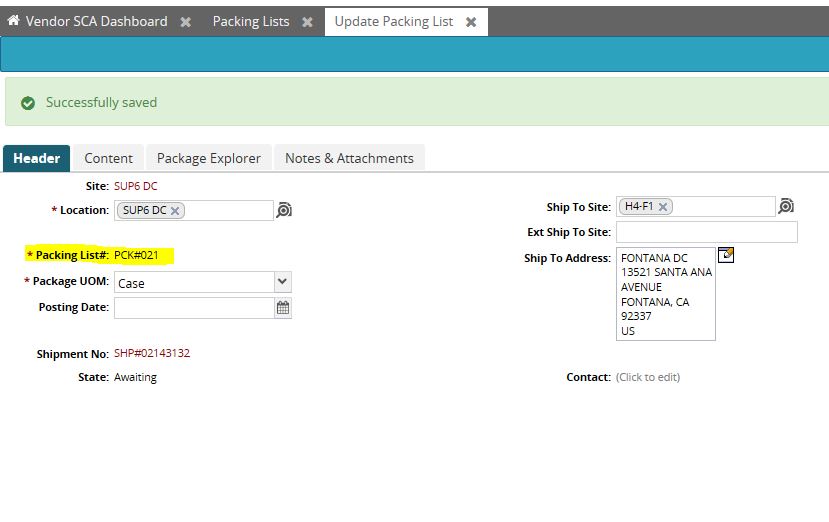 Vendor SCA Dashboard Packing Lists Update Packing List
Successfully saved
Header Content Package Explorer Notes & Attachments
Site: SUP6 DC
* Location: SUP6 DC
* Packing List#: PCK#021
* Package UOM: Case
Posting Date:
Shipment No: SHP#02143132
State: Awaiting
Ship To Site: H4-F1
Ext Ship To Site:
Ship To Address: FONTANA DC
13521 SANTA ANA
AVENUE
FONTANA, CA
92337
US
Contact: (Click to edit)